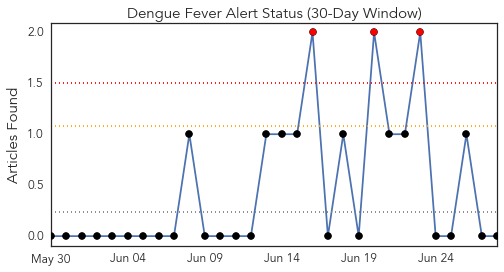 Dengue Fever Alert Status (30-Day Window)
Articles Found
2.0
1.5
1.0
0.5
0.0
May 30
Jun 04
Jun 09
Jun 14
Jun 19
Jun 24